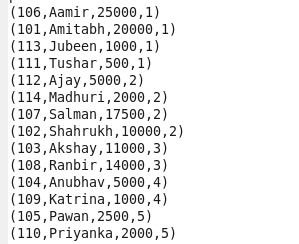 (106,Aamir,25000,1)
(101,Amitabh,20000,1)
(113,Jubeen,1000,1)
(111,Tushar,500,1)
(112,Ajay,5000,2)
(114,Madhuri,2000,2)
(107,Salman,17500,2)
(102,Shahrukh,10000,2)
(103,Akshay,11000,3)
(108,Ranbir,14000,3)
(104,Anubhav,5000,4)
(109,Katrina,1000,4)
(105,Pawan,2500,5)
(110,Priyanka,2000,5)